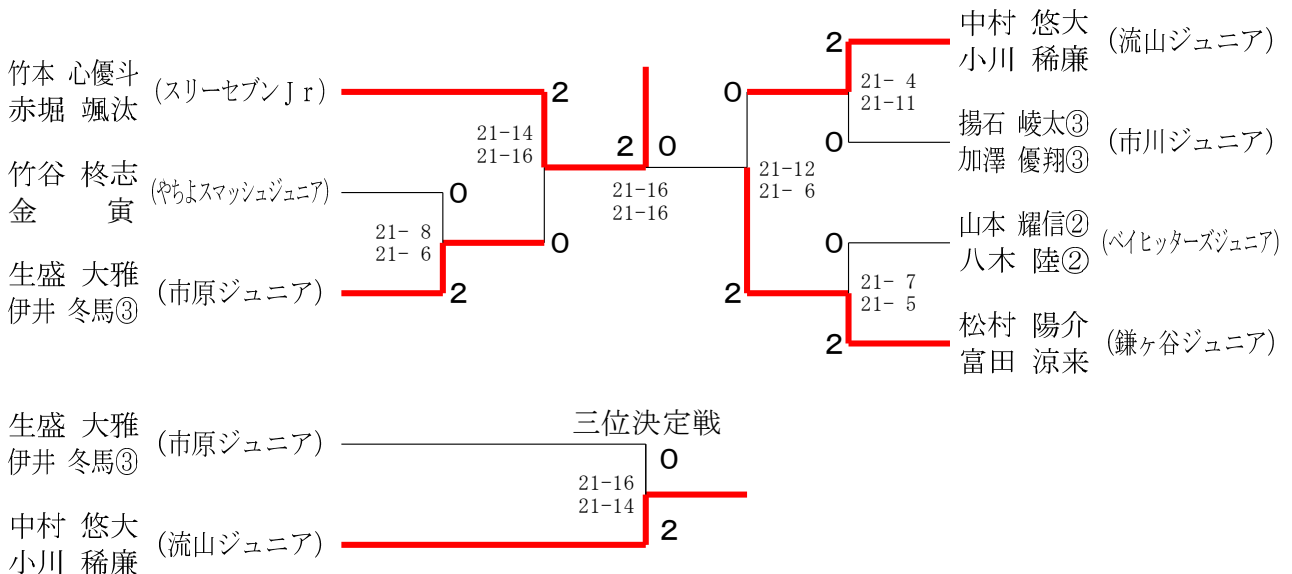 竹本 心優斗
赤堀 颯汰
(スリーセブンJr)
竹谷 柊志
金 寅
(やちよスマッシュジュニア)
生盛 大雅
伊井 冬馬③
(市原ジュニア)
2
21-14
21-16
0
21- 8
21- 6
0
2
2 0
21-16
21-16
中村 悠大
小川 稀廉
(流山ジュニア)
揚石 崚太③
加澤 優翔③
(市川ジュニア)
山本 耀信②
八木 陸②
(ベイヒッターズジュニア)
松村 陽介
富田 涼来
(鎌ヶ谷ジュニア)
2
21- 4
21-11
0
0
21-12
21- 6
2
0
21- 7
21- 5
2
三位決定戦
生盛 大雅
伊井 冬馬③
(市原ジュニア)
0
21-16
21-14
2
中村 悠大
小川 稀廉
(流山ジュニア)